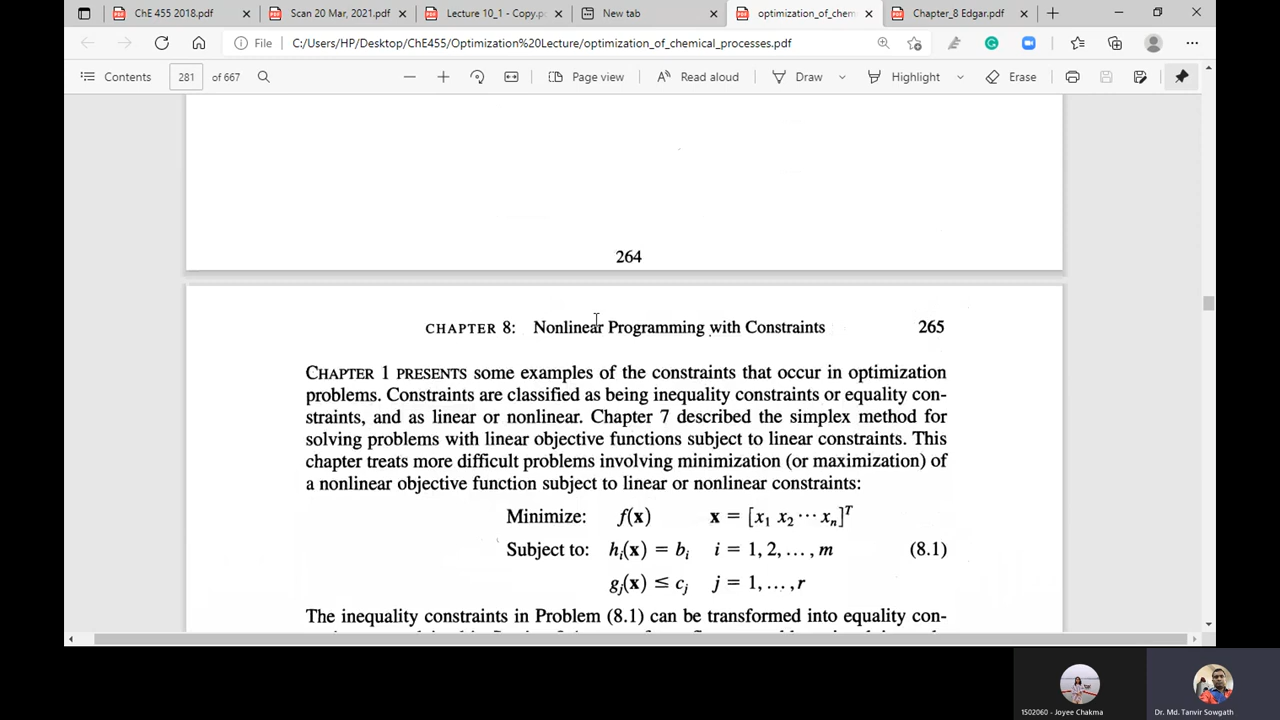 ChE 455 2018.pdf
Scan 20 Mar, 2021.pdf
Lecture 10_1 - Copy.p
New tab
optimization_of_chem
Chapter_8 Edgar.pdf
File C:/Users/HP/Desktop/ChE455/Optimization%20Lecture/optimization_of_chemical_processes.pdf
Contents 281 of 667 Page view Read aloud Draw Highlight Erase
264
CHAPTER 8: Nonlinear Programming with Constraints 265
CHAPTER 1 PRESENTS some examples of the constraints that occur in optimization
problems. Constraints are classified as being inequality constraints or equality con-
straints, and as linear or nonlinear. Chapter 7 described the simplex method for
solving problems with linear objective functions subject to linear constraints. This
chapter treats more difficult problems involving minimization (or maximization) of
a nonlinear objective function subject to linear or nonlinear constraints:
Minimize: f(x) x = [x₁ x₂ ⋯ xₙ]ᵀ
Subject to: hᵢ(x) = bᵢ i = 1, 2, …, m (8.1)
gⱼ(x) ≤ cⱼ j = 1, …, r
The inequality constraints in Problem (8.1) can be transformed into equality con-
1502060 - Joyee Chakma
Dr. Md. Tanvir Sowgath